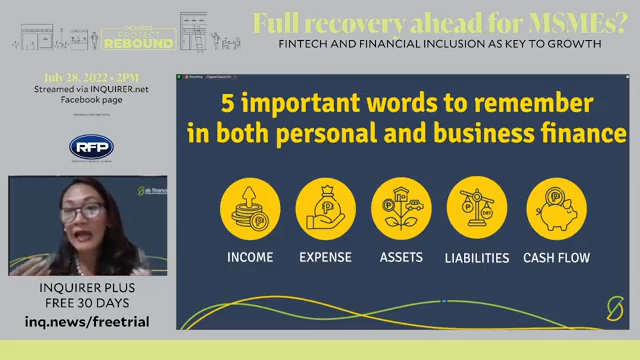 INQUIRER
PROJECT
REBOUND
Full recovery ahead for MSMEs?
FINTECH AND FINANCIAL INCLUSION AS KEY TO GROWTH
July 28, 2022 • 2PM
Streamed via INQUIRER.net
Facebook page
RFP
INQUIRER PLUS
FREE 30 DAYS
inq.news/freetrial
5 important words to remember
in both personal and business finance
INCOME
EXPENSE
ASSETS
LIABILITIES
CASH FLOW